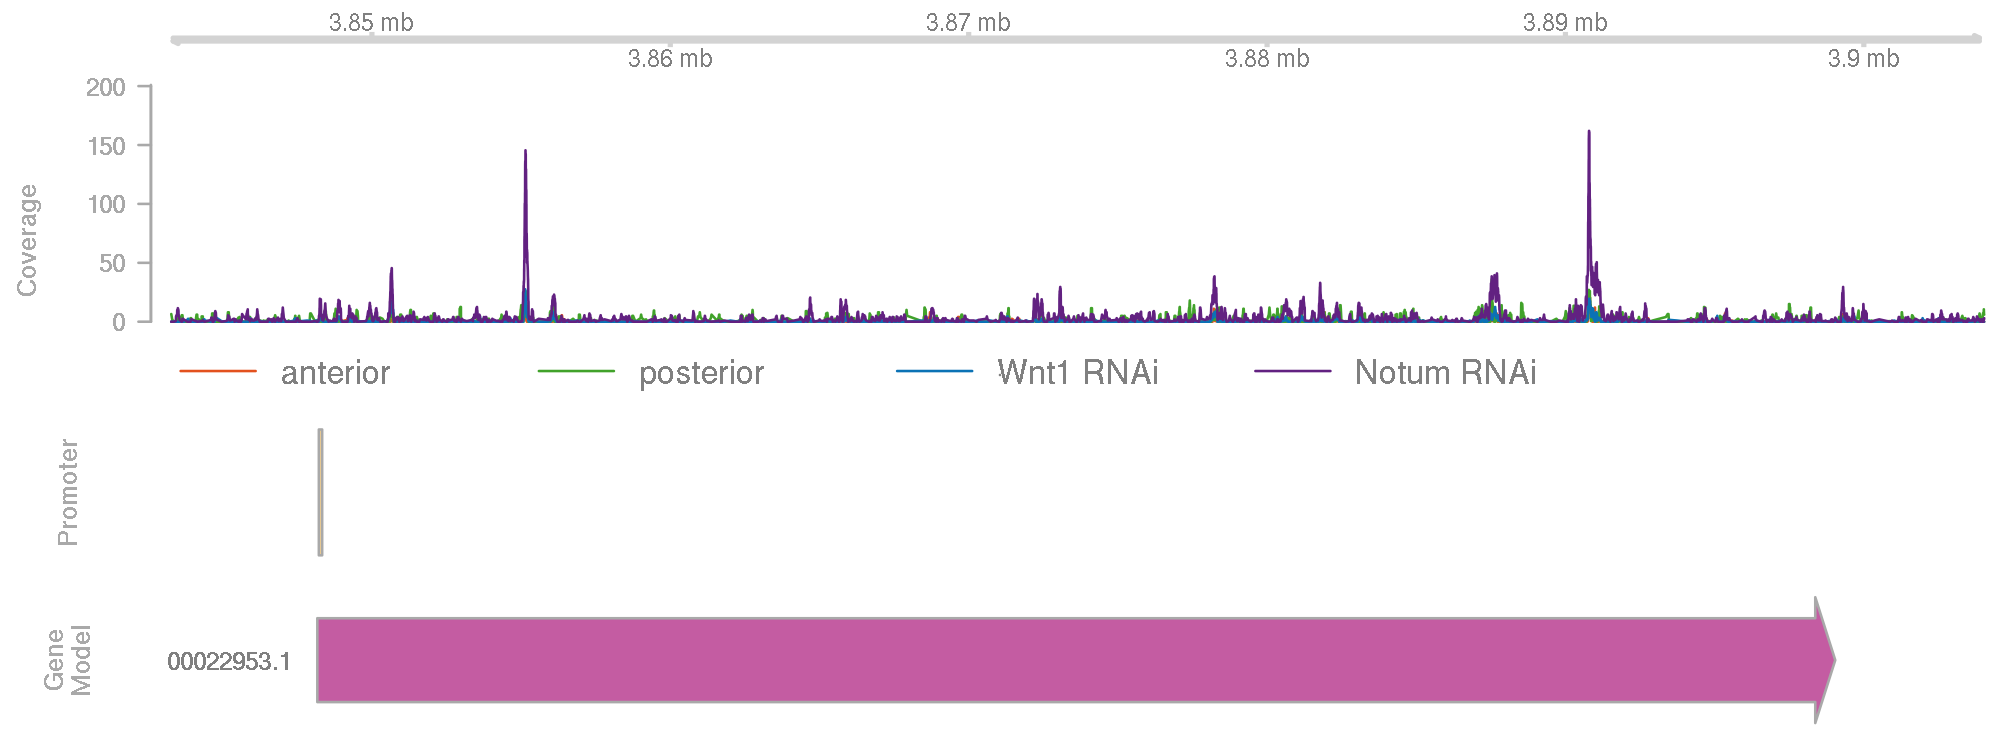 3.85 mb 3.87 mb 3.89 mb
3.86 mb 3.88 mb 3.9 mb
200
150
100
50
0
Coverage
anterior posterior Wnt1 RNAi Notum RNAi
Promoter
Gene
Model
00022953.1